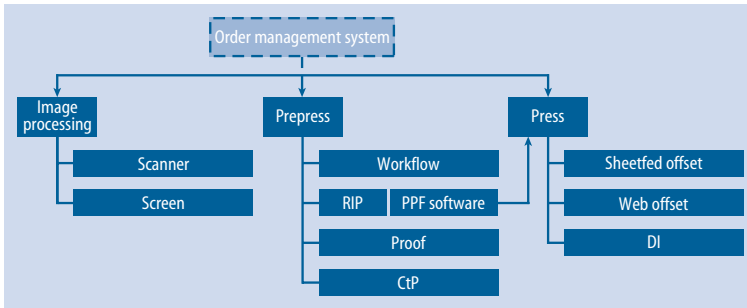 Order management system
Image
processing
Prepress
Press
Scanner
Workflow
Sheetfed offset
Screen
RIP
PPF software
Web offset
Proof
DI
CtP